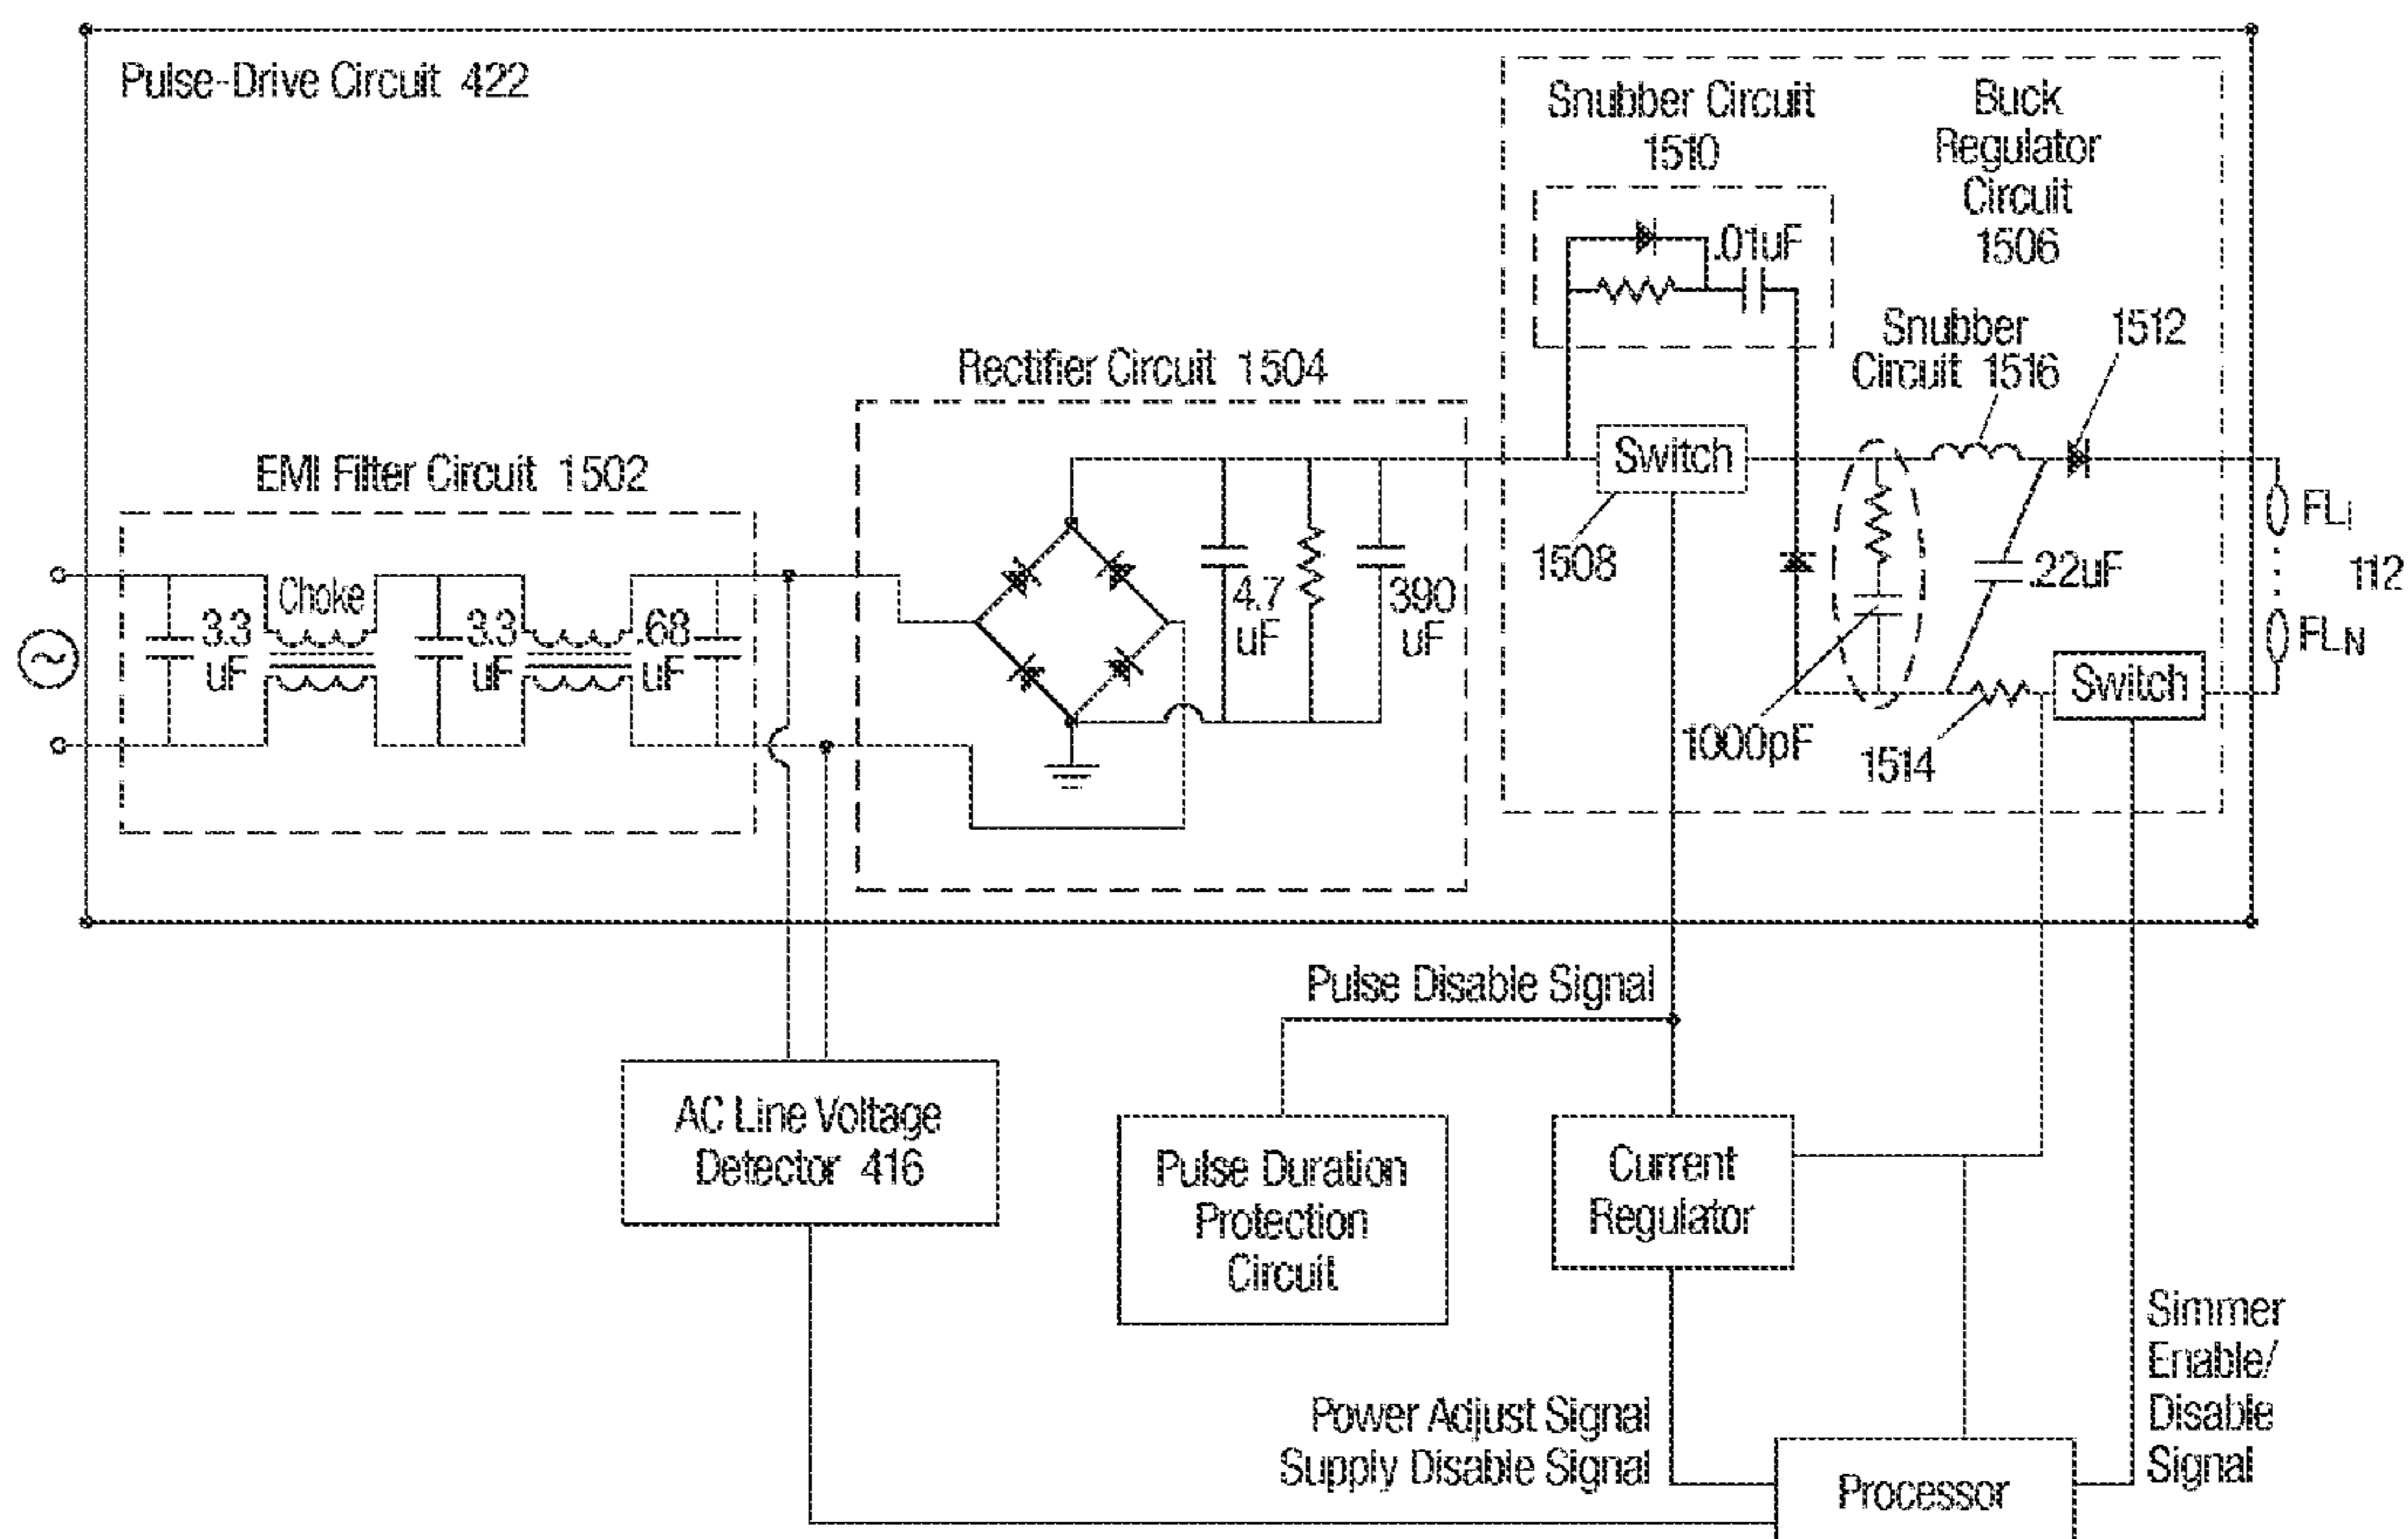 Pulse-Drive Circuit 422
Snubber Circuit
1510
Buck
Regulator
Circuit
1506
.01uF
Snubber
Circuit 1516
1512
Rectifier Circuit 1504
EMI Filter Circuit 1502
Switch
1508
Choke
3.3
uF
3.3
uF
.68
uF
4.7
uF
390
uF
.22uF
FL1
112
FLN
Switch
1000pF
1514
Pulse Disable Signal
AC Line Voltage
Detector 416
Pulse Duration
Protection
Circuit
Current
Regulator
Simmer
Enable/
Disable
Signal
Power Adjust Signal
Supply Disable Signal
Processor